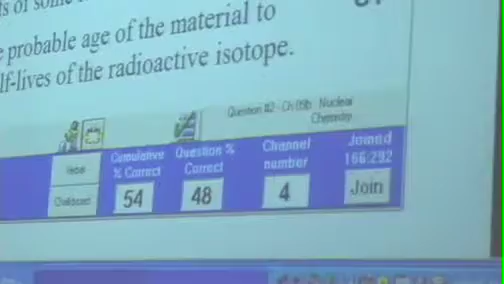 probable age of the material to
lf-lives of the radioactive isotope.
Question #2 - Ch 09b Nuclear
Chemistry
Cumulative
% Correct
54
Question %
Correct
48
Channel
number
4
Joined
166:292
Join